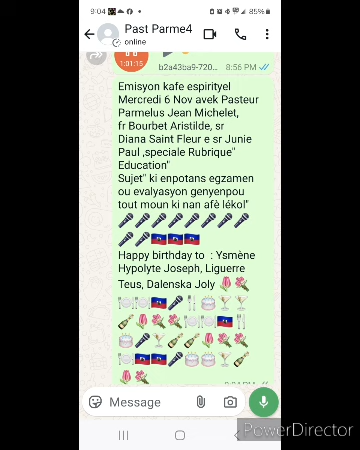 9:04
85%
Past Parme4
online
1:01:15
b2a43ba9-720...
8:56 PM
Emisyon kafe espirityel
Mercredi 6 Nov avek Pasteur
Parmelus Jean Michelet,
fr Bourbet Aristilde, sr
Diana Saint Fleur e sr Junie
Paul ,speciale Rubrique"
Education"
Sujet" ki enpotans egzamen
ou evalyasyon genyenpou
tout moun ki nan afè lékol"
🎤🎤🎤🎤🎤🎤🎤🎤
🎤🎤🇭🇹🇭🇹🇭🇹
Happy birthday to : Ysmène
Hypolyte Joseph, Liguerre
Teus, Dalenska Joly
Message
PowerDirector